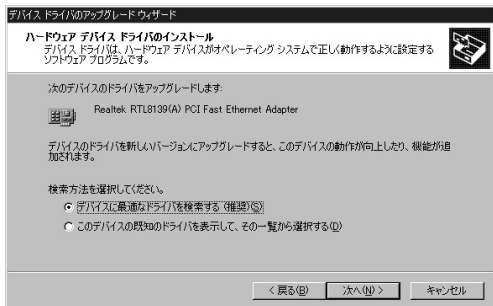 デバイス ドライバのアップグレード ウィザード
ハードウェア デバイス ドライバのインストール
デバイス ドライバは、ハードウェア デバイスがオペレーティング システムで正しく動作するように設定する
ソフトウェア プログラムです。
次のデバイスのドライバをアップグレードします:
Realtek RTL8139(A) PCI Fast Ethernet Adapter
デバイスのドライバを新しいバージョンにアップグレードすると、このデバイスの動作が向上したり、機能が追
加されます。
検索方法を選択してください。
デバイスに最適なドライバを検索する (推奨)(S)
このデバイスの既知のドライバを表示して、その一覧から選択する(D)
< 戻る(B)
次へ(N) >
キャンセル